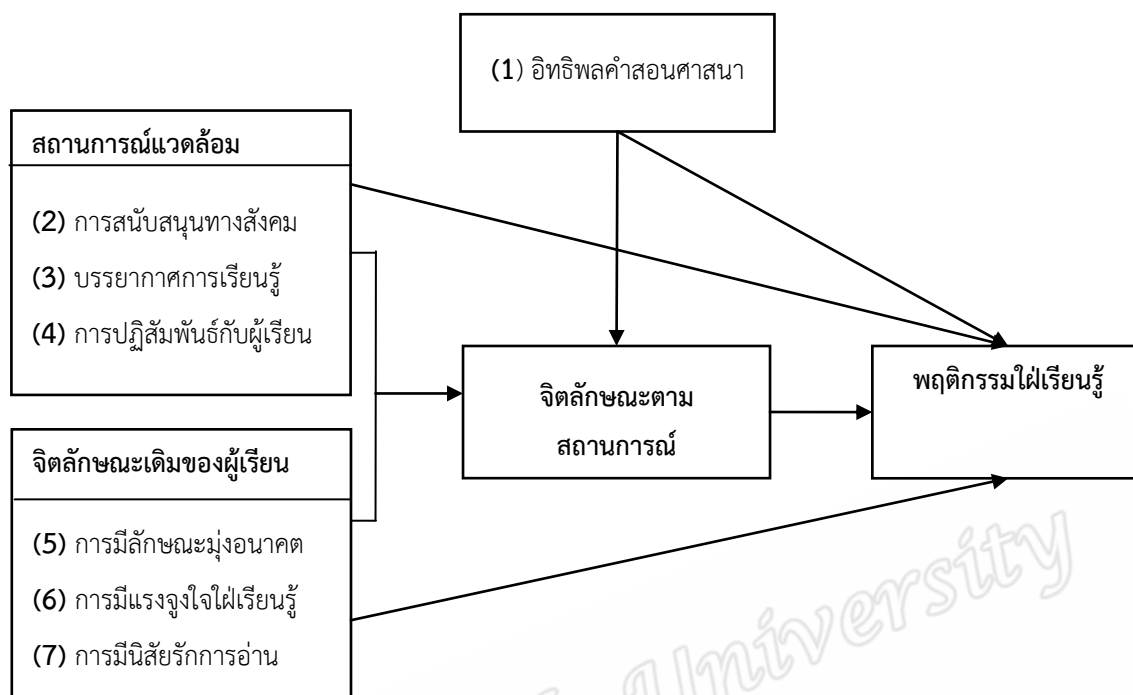 (1) อิทธิพลคำสอนศาสนา
สถานการณ์แวดล้อม
(2) การสนับสนุนทางสังคม
(3) บรรยากาศการเรียนรู้
(4) การปฏิสัมพันธ์กับผู้เรียน
จิตลักษณะตาม
สถานการณ์
พฤติกรรมใฝ่เรียนรู้
จิตลักษณะเดิมของผู้เรียน
(5) การมีลักษณะมุ่งอนาคต
(6) การมีแรงจูงใจใฝ่เรียนรู้
(7) การมีนิสัยรักการอ่าน
University